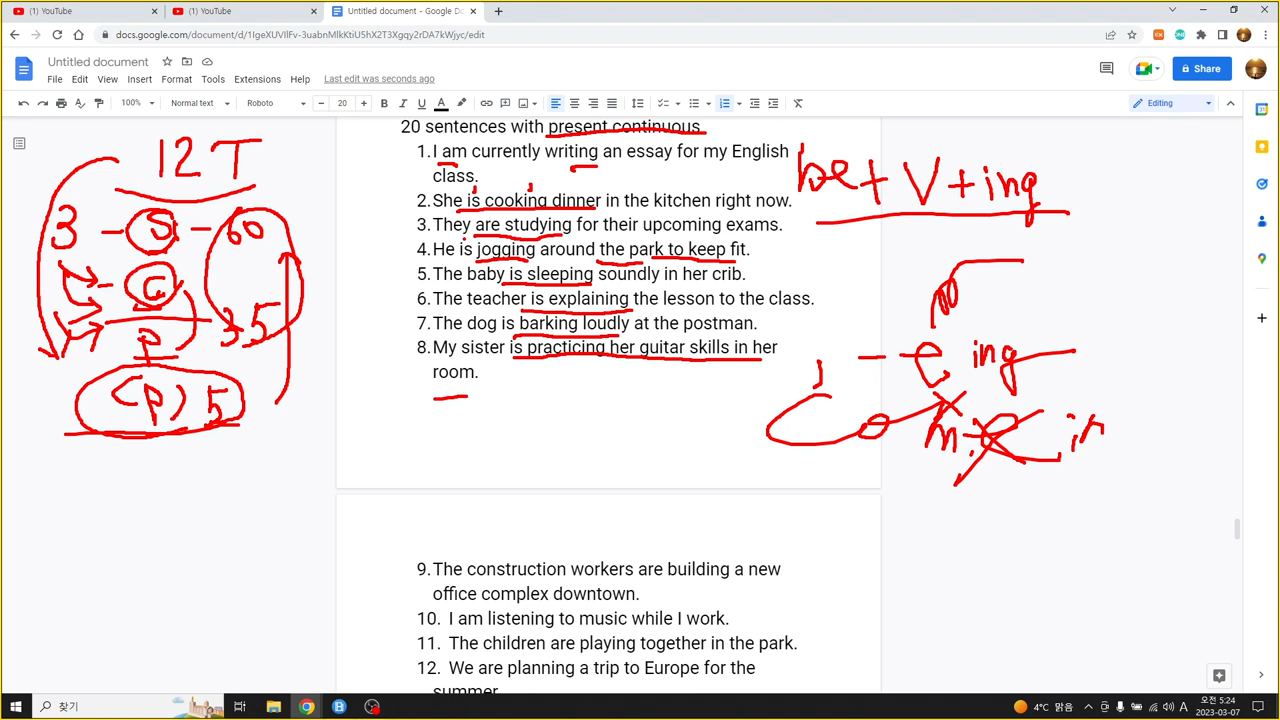 (1) YouTube
(1) YouTube
Untitled document - Google Do
docs.google.com/document/d/1IgeXUVIlFv-3uabnMlkKtiU5hX2T3Xgqy2rDA7kWjyc/edit
Untitled document
File Edit View Insert Format Tools Extensions Help Last edit was seconds ago
Share
100% Normal text Roboto 20 Editing
12 T
3 - S - 60
- C
P 35
(P) 5
20 sentences with present continuous
1. I am currently writing an essay for my English
class.
2. She is cooking dinner in the kitchen right now.
3. They are studying for their upcoming exams.
4. He is jogging around the park to keep fit.
5. The baby is sleeping soundly in her crib.
6. The teacher is explaining the lesson to the class.
7. The dog is barking loudly at the postman.
8. My sister is practicing her guitar skills in her
room.
be + V + ing
- e ing
Co m e in
9. The construction workers are building a new
office complex downtown.
10. I am listening to music while I work.
11. The children are playing together in the park.
12. We are planning a trip to Europe for the
summer
찾기
4°C 맑음
A
오전 5:24
2023-03-07